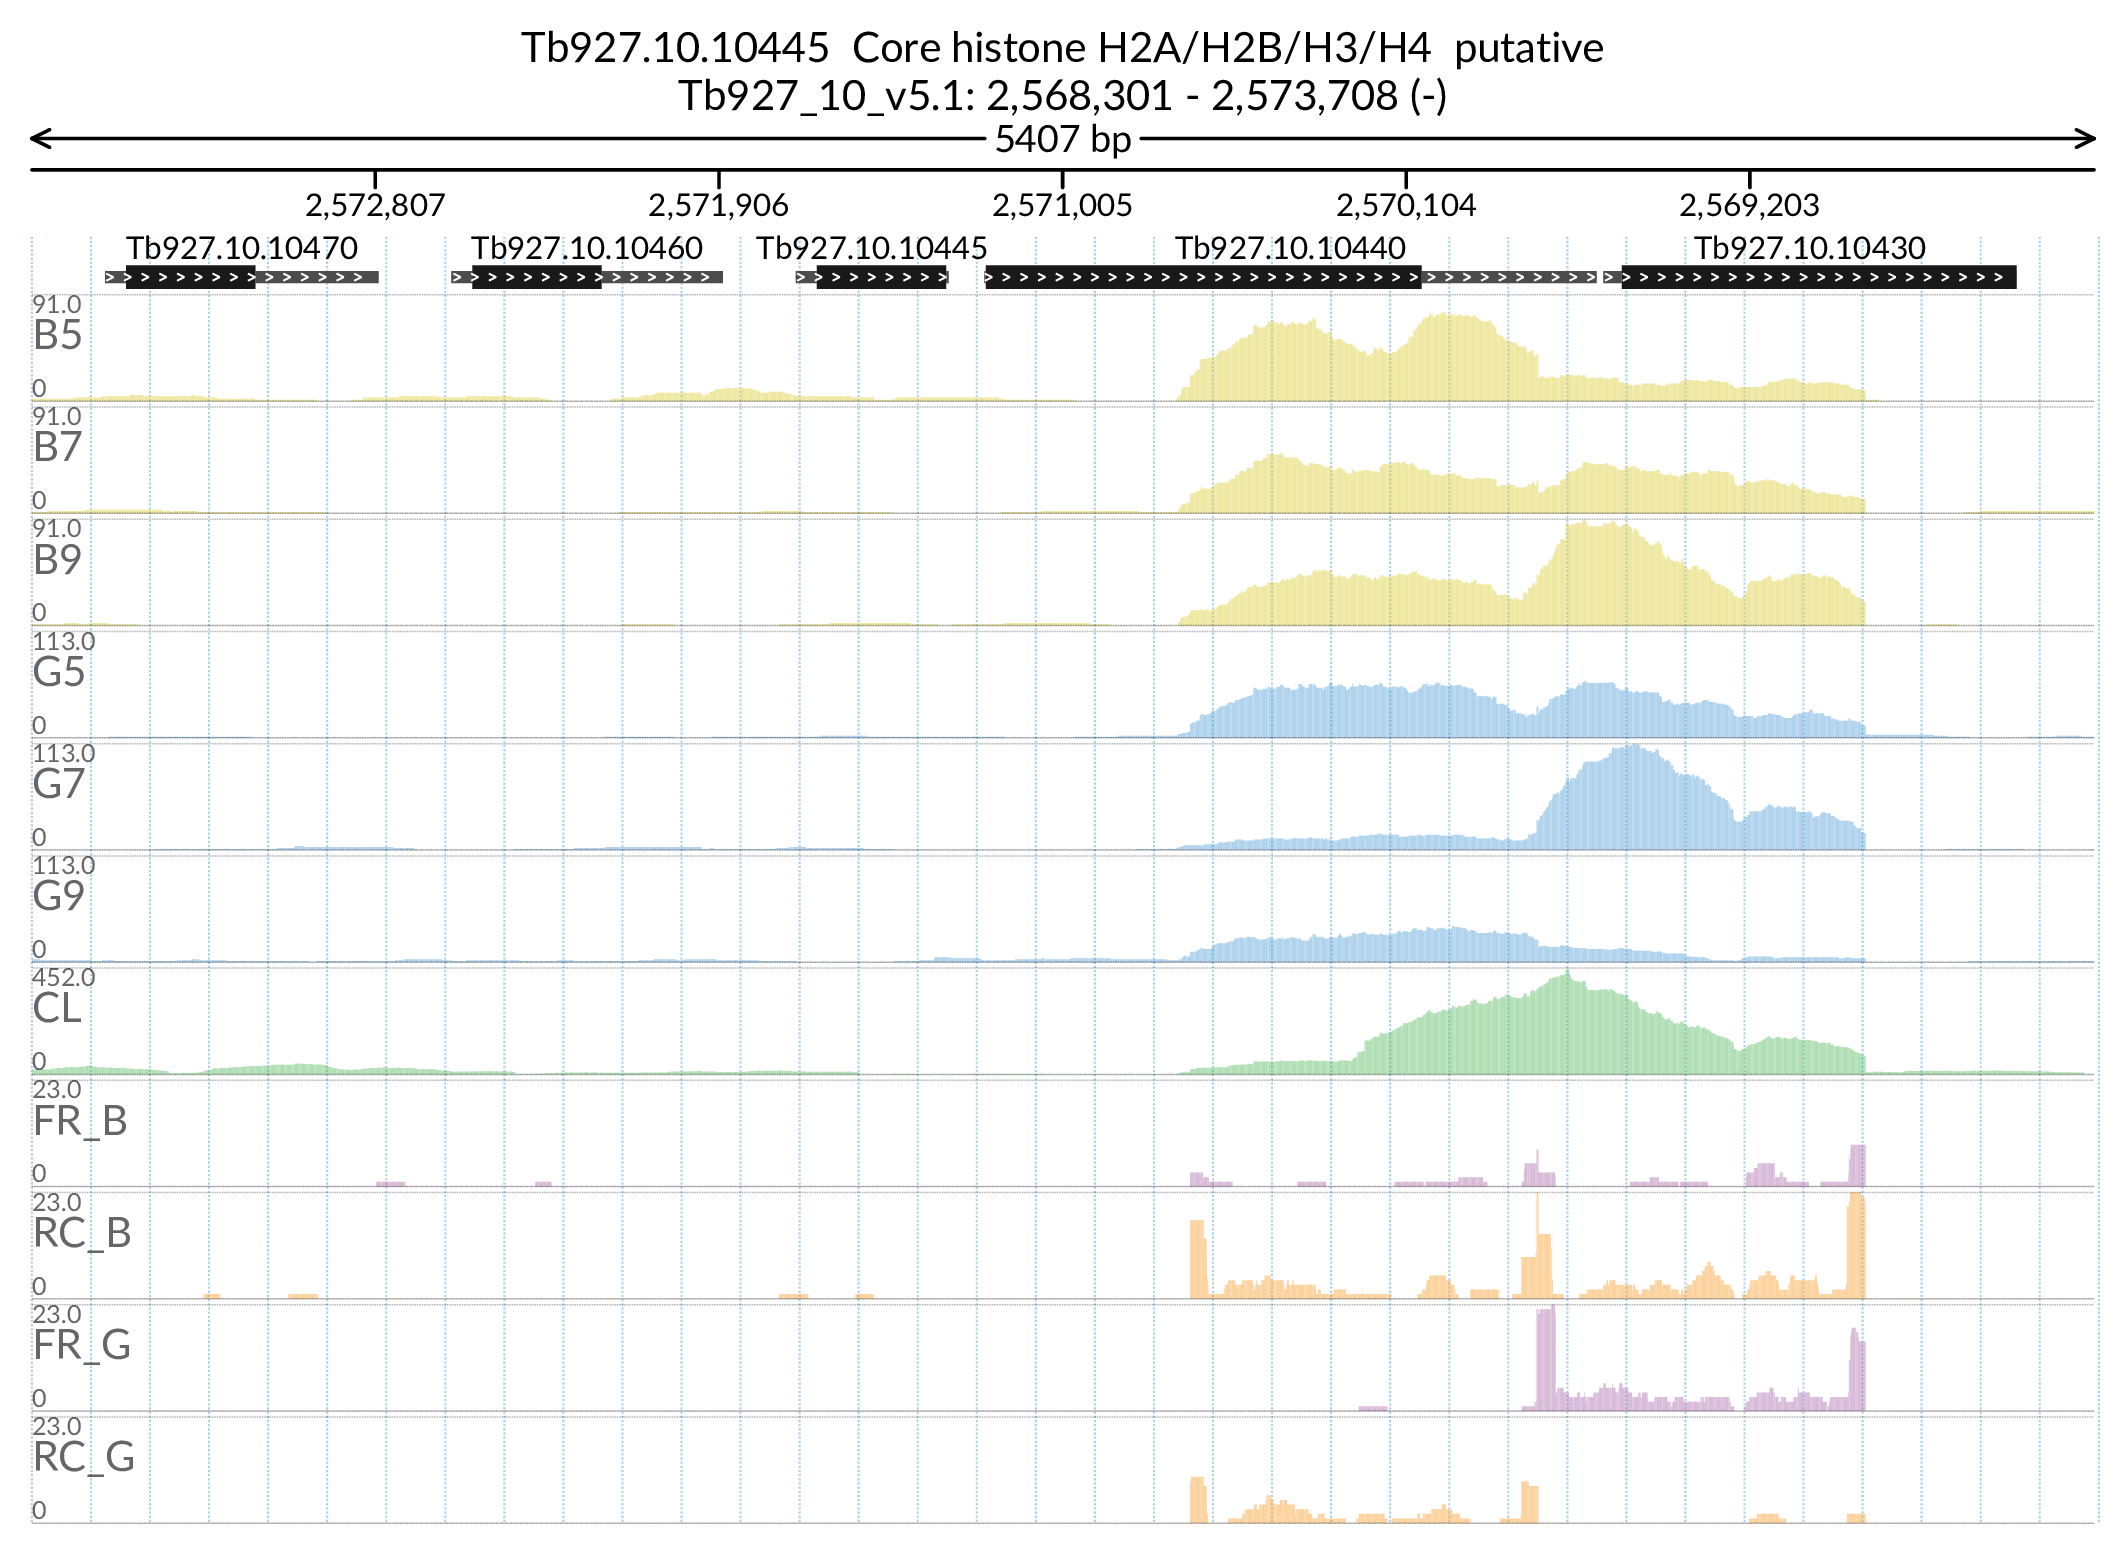 Tb927.10.10445 Core histone H2A/H2B/H3/H4 putative
Tb927_10_v5.1: 2,568,301 - 2,573,708 (-)
5407 bp
2,572,807 2,571,906 2,571,005 2,570,104 2,569,203
Tb927.10.10470 Tb927.10.10460 Tb927.10.10445 Tb927.10.10440 Tb927.10.10430
91.0
B5
0
91.0
B7
0
91.0
B9
0
113.0
G5
0
113.0
G7
0
113.0
G9
0
452.0
CL
0
23.0
FR_B
0
23.0
RC_B
0
23.0
FR_G
0
23.0
RC_G
0